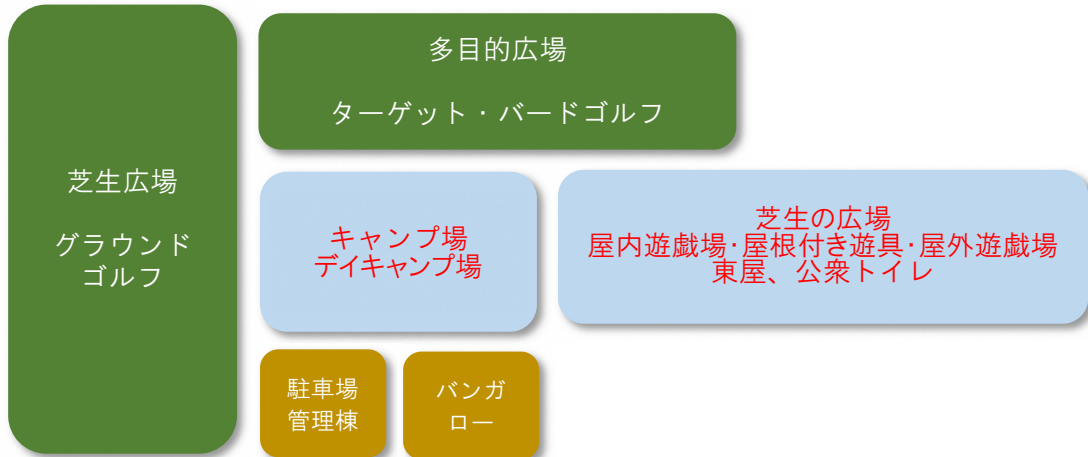 芝生広場
グラウンド
ゴルフ
多目的広場
ターゲット・バードゴルフ
キャンプ場
デイキャンプ場
芝生の広場
屋内遊戯場・屋根付き遊具・屋外遊戯場
東屋、公衆トイレ
駐車場
管理棟
バンガ
ロー